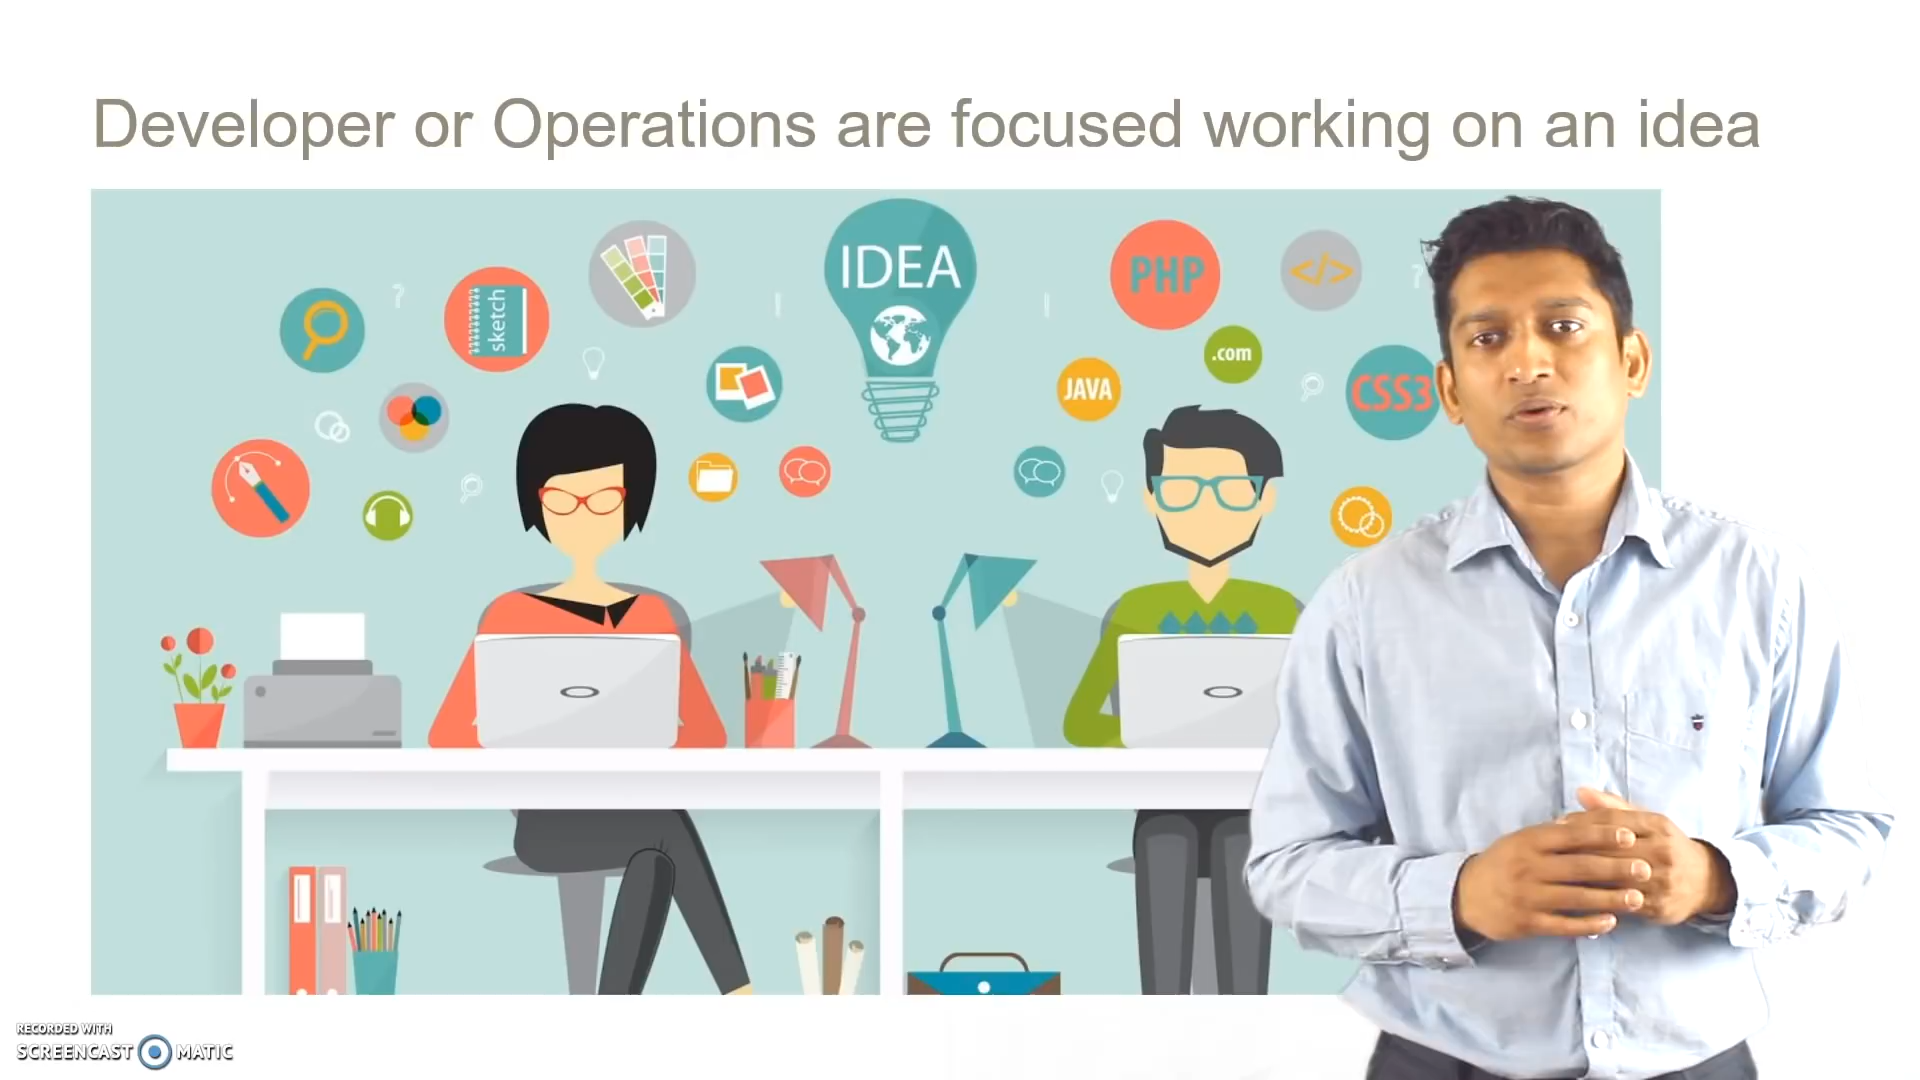 Developer or Operations are focused working on an idea
IDEA
PHP
</>
sketch
.com
JAVA
CSS3
RECORDED WITH
SCREENCAST MATIC